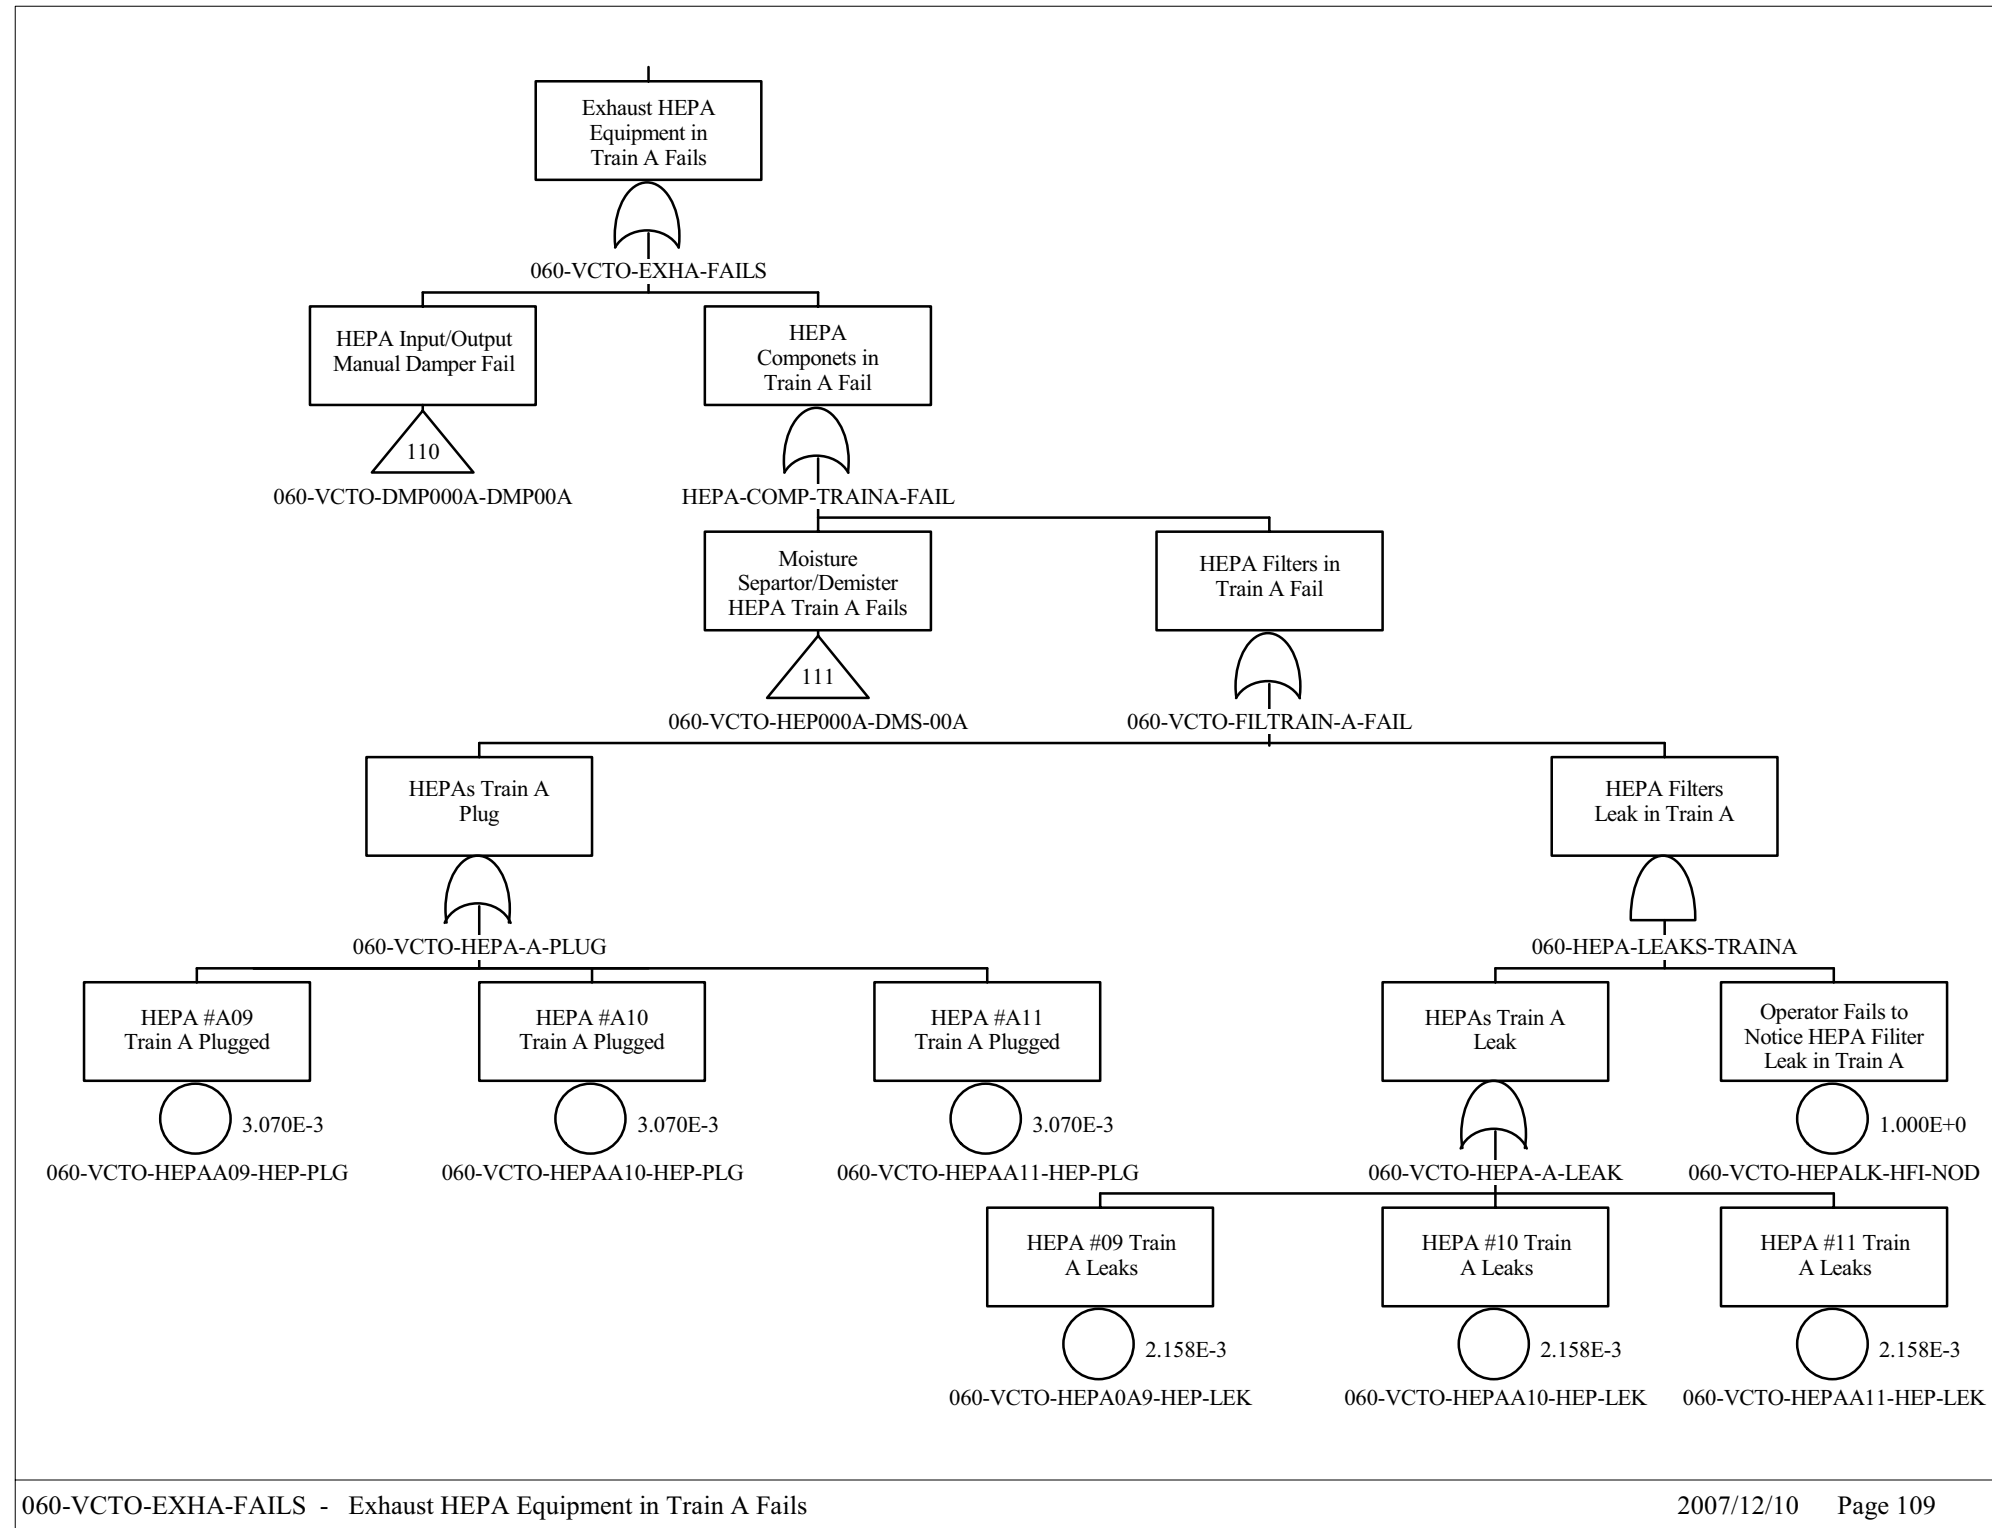 Exhaust HEPA
Equipment in
Train A Fails
060-VCTO-EXHA-FAILS
HEPA Input/Output
Manual Damper Fail
110
060-VCTO-DMP000A-DMP00A
HEPA
Componets in
Train A Fail
HEPA-COMP-TRAINA-FAIL
Moisture
Separtor/Demister
HEPA Train A Fails
111
060-VCTO-HEP000A-DMS-00A
HEPA Filters in
Train A Fail
060-VCTO-FILTRAIN-A-FAIL
HEPAs Train A
Plug
060-VCTO-HEPA-A-PLUG
HEPA Filters
Leak in Train A
060-HEPA-LEAKS-TRAINA
HEPA #A09
Train A Plugged
3.070E-3
060-VCTO-HEPAA09-HEP-PLG
HEPA #A10
Train A Plugged
3.070E-3
060-VCTO-HEPAA10-HEP-PLG
HEPA #A11
Train A Plugged
3.070E-3
060-VCTO-HEPAA11-HEP-PLG
HEPAs Train A
Leak
060-VCTO-HEPA-A-LEAK
Operator Fails to
Notice HEPA Filiter
Leak in Train A
1.000E+0
060-VCTO-HEPALK-HFI-NOD
HEPA #09 Train
A Leaks
2.158E-3
060-VCTO-HEPA0A9-HEP-LEK
HEPA #10 Train
A Leaks
2.158E-3
060-VCTO-HEPAA10-HEP-LEK
HEPA #11 Train
A Leaks
2.158E-3
060-VCTO-HEPAA11-HEP-LEK
060-VCTO-EXHA-FAILS - Exhaust HEPA Equipment in Train A Fails
2007/12/10 Page 109